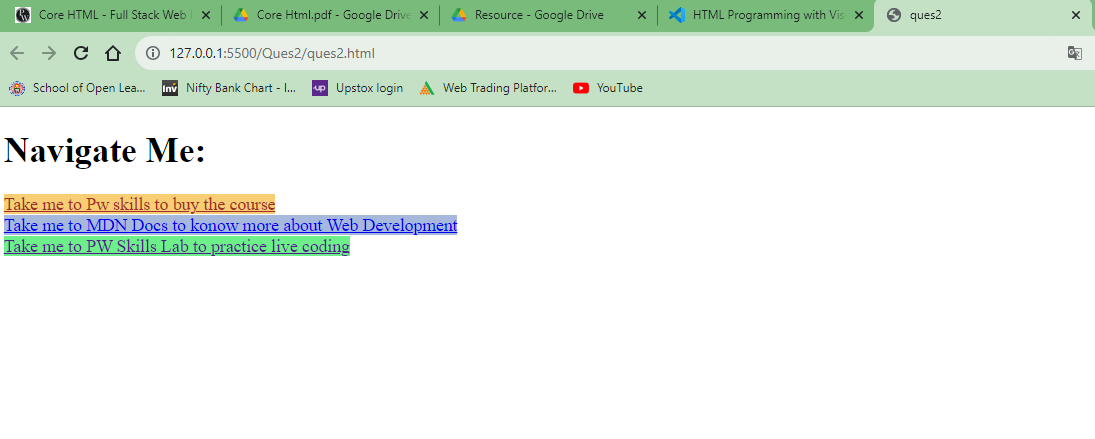 Core HTML - Full Stack Web
Core Html.pdf - Google Drive
Resource - Google Drive
HTML Programming with Vis
ques2
127.0.0.1:5500/Ques2/ques2.html
School of Open Lea...
Nifty Bank Chart - I...
Upstox login
Web Trading Platfor...
YouTube
Navigate Me:
Take me to Pw skills to buy the course
Take me to MDN Docs to konow more about Web Development
Take me to PW Skills Lab to practice live coding